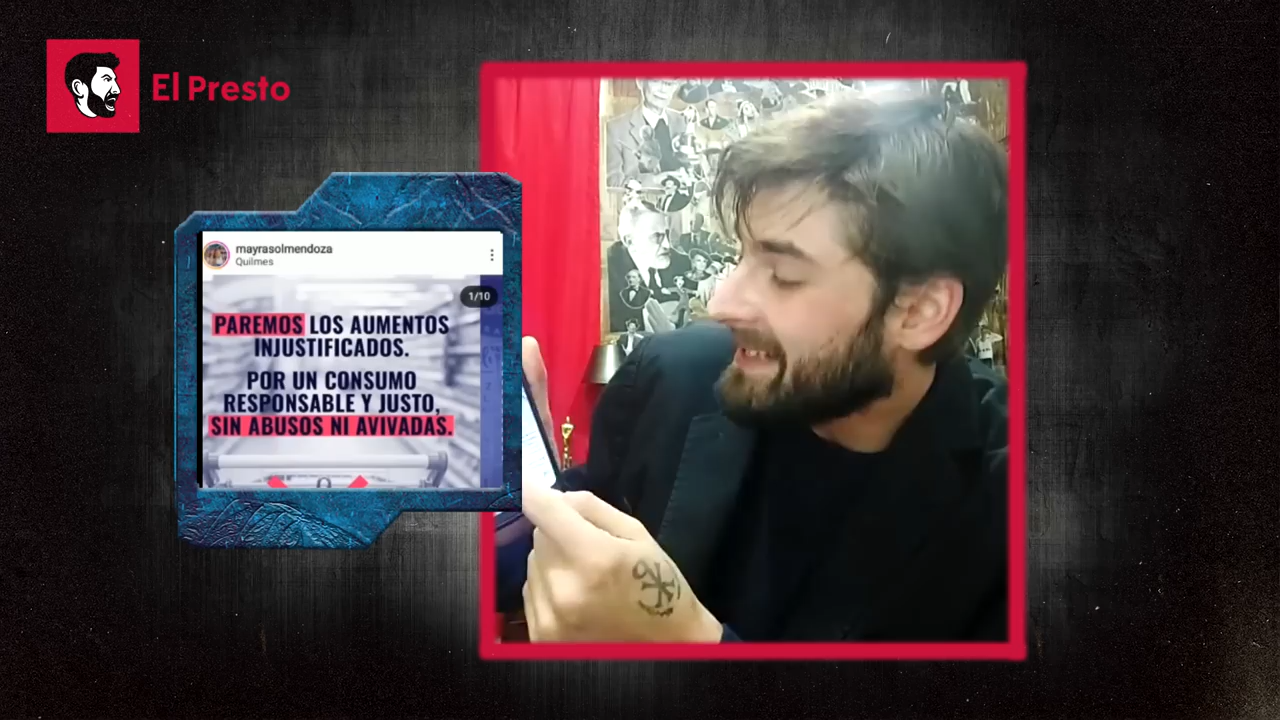 El Presto
mayrasolmendoza
Quilmes
1/10
PAREMOS LOS AUMENTOS
INJUSTIFICADOS.
POR UN CONSUMO
RESPONSABLE Y JUSTO,
SIN ABUSOS NI AVIVADAS.